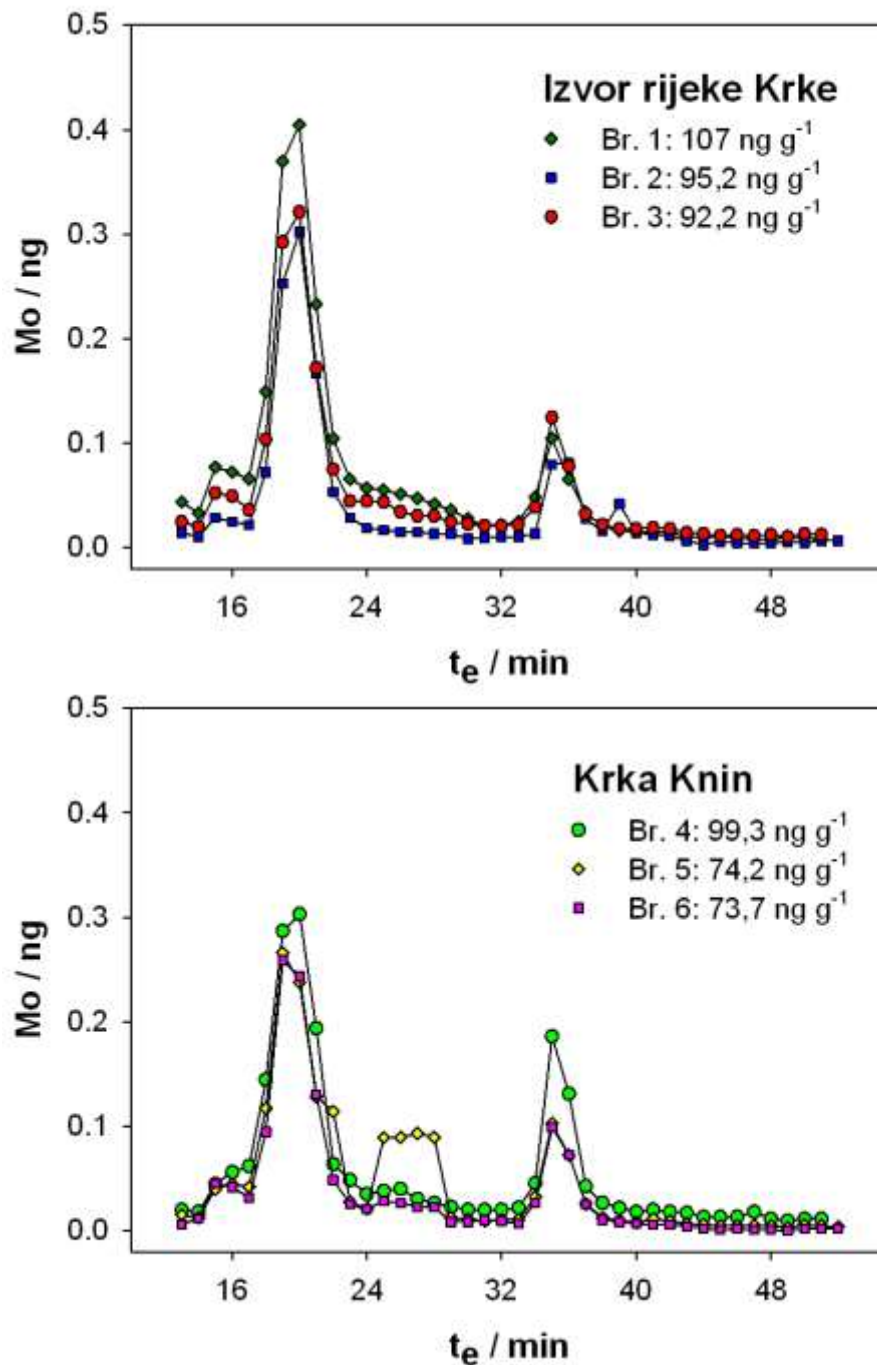 0.5
Izvor rijeke Krke
0.4
Br. 1: 107 ng g-1
Br. 2: 95,2 ng g-1
Br. 3: 92,2 ng g-1
0.3
Mo / ng
0.2
0.1
0.0
16 24 32 40 48
te / min
0.5
Krka Knin
0.4
Br. 4: 99,3 ng g-1
Br. 5: 74,2 ng g-1
Br. 6: 73,7 ng g-1
0.3
Mo / ng
0.2
0.1
0.0
16 24 32 40 48
te / min